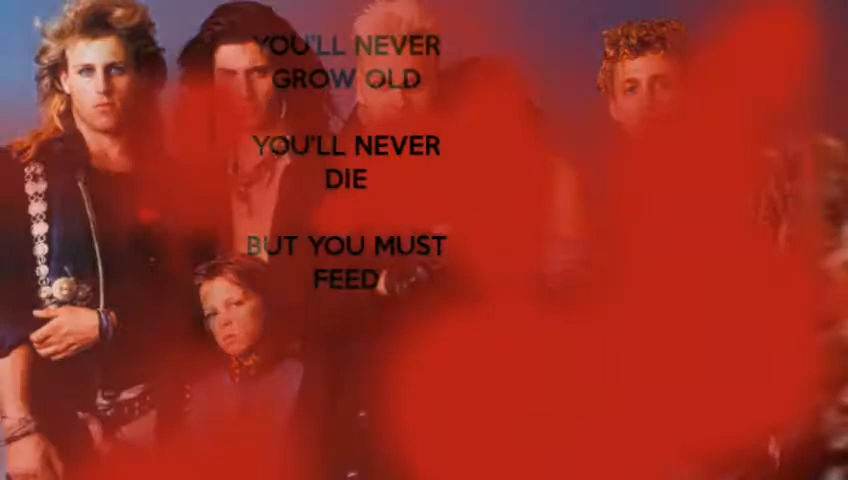 YOU'LL NEVER
GROW OLD
YOU'LL NEVER
DIE
BUT YOU MUST
FEED